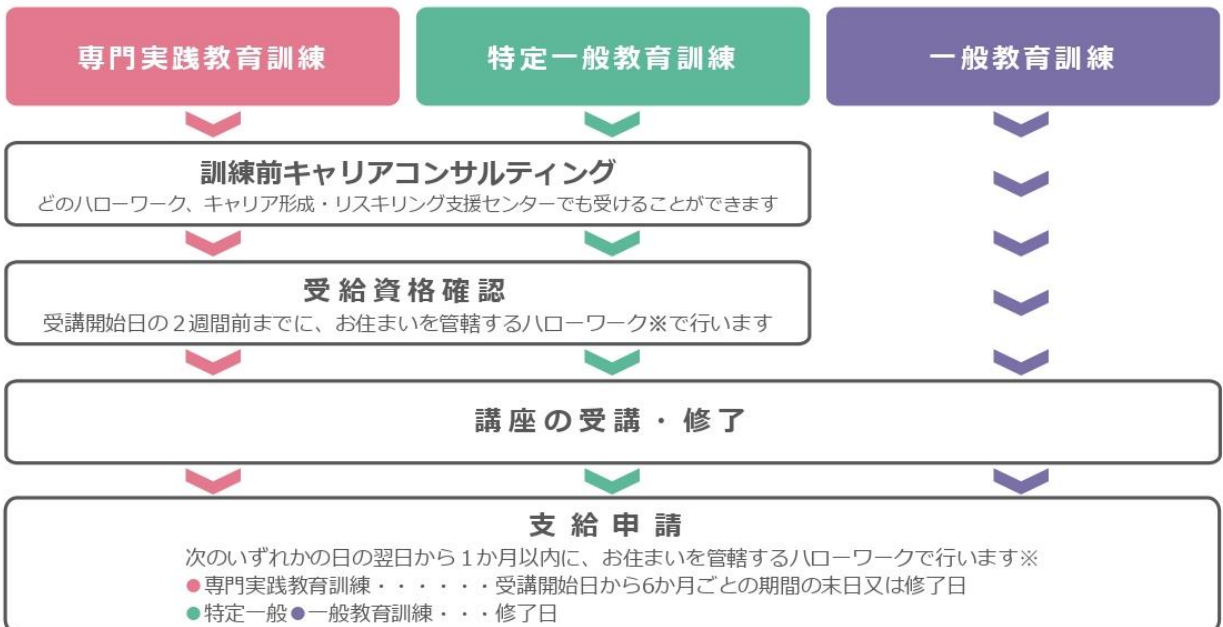 専門実践教育訓練
特定一般教育訓練
一般教育訓練
訓練前キャリアコンサルティング
どのハローワーク、キャリア形成・リスキリング支援センターでも受けることができます
受給資格確認
受講開始日の２週間前までに、お住まいを管轄するハローワーク※で行います
講座の受講・修了
支給申請
次のいずれかの日の翌日から１か月以内に、お住まいを管轄するハローワークで行います※
●専門実践教育訓練・・・・・・受講開始日から6か月ごとの期間の末日又は修了日
●特定一般●一般教育訓練・・・修了日